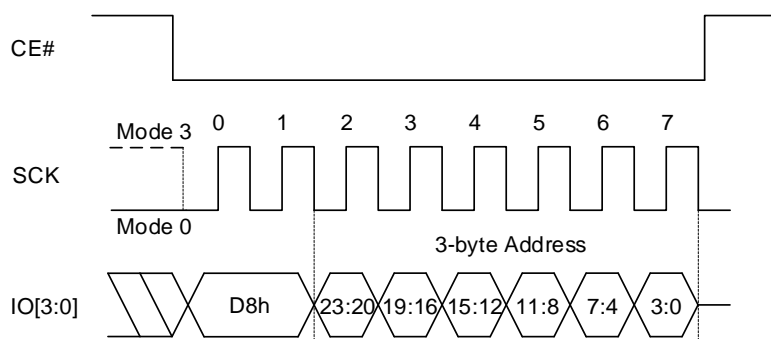 CE#
Mode 3
0 1 2 3 4 5 6 7
SCK
Mode 0
3-byte Address
IO[3:0]
D8h 23:20 19:16 15:12 11:8 7:4 3:0